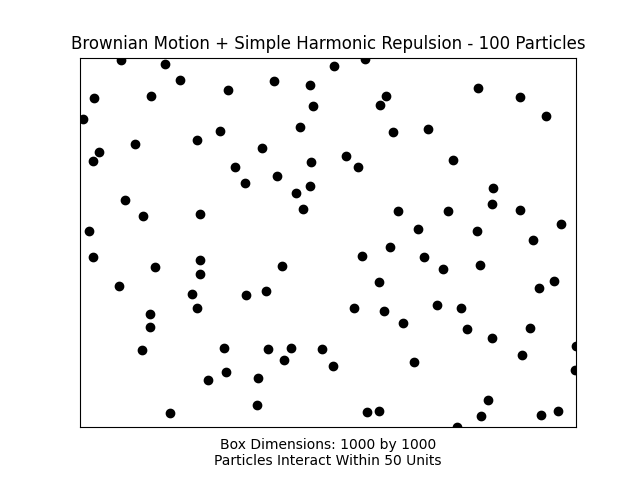 Brownian Motion + Simple Harmonic Repulsion - 100 Particles
Box Dimensions: 1000 by 1000
Particles Interact Within 50 Units